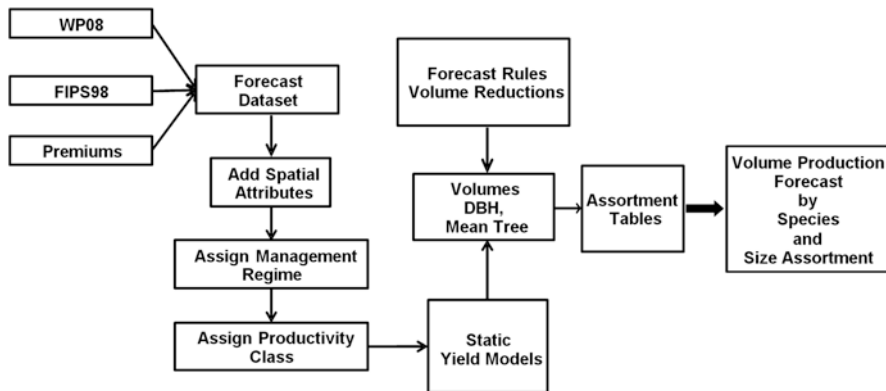 WP08
FIPS98
Premiums
Forecast
Dataset
Add Spatial
Attributes
Assign Management
Regime
Assign Productivity
Class
Static
Yield Models
Forecast Rules
Volume Reductions
Volumes
DBH,
Mean Tree
Assortment
Tables
Volume Production
Forecast
by
Species
and
Size Assortment